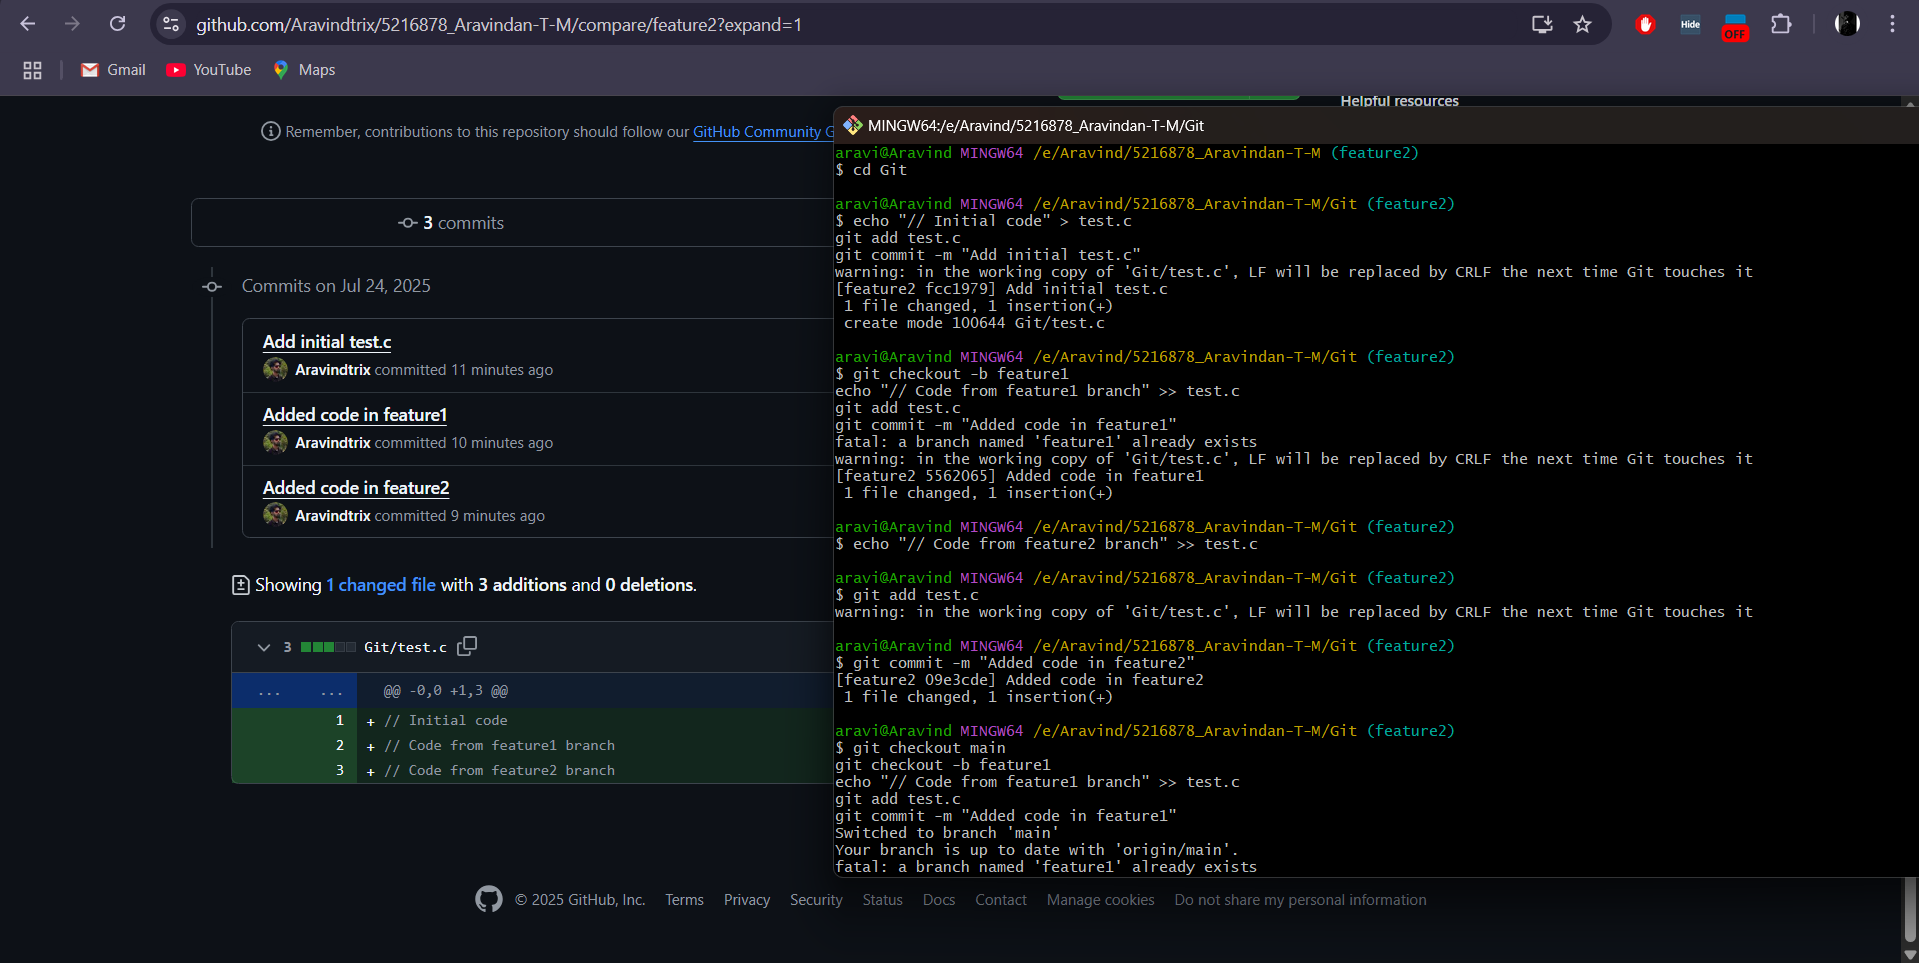 github.com/Aravindtrix/5216878_Aravindan-T-M/compare/feature2?expand=1
Hide
OFF
Gmail
YouTube
Maps
Helpful resources
Remember, contributions to this repository should follow our GitHub Community G
3 commits
Commits on Jul 24, 2025
Add initial test.c
Aravindtrix committed 11 minutes ago
Added code in feature1
Aravindtrix committed 10 minutes ago
Added code in feature2
Aravindtrix committed 9 minutes ago
Showing 1 changed file with 3 additions and 0 deletions.
3 Git/test.c
... ... @@ -0,0 +1,3 @@
1 + // Initial code
2 + // Code from feature1 branch
3 + // Code from feature2 branch
MINGW64:/e/Aravind/5216878_Aravindan-T-M/Git
aravi@Aravind MINGW64 /e/Aravind/5216878_Aravindan-T-M (feature2)
$ cd Git
aravi@Aravind MINGW64 /e/Aravind/5216878_Aravindan-T-M/Git (feature2)
$ echo "// Initial code" > test.c
git add test.c
git commit -m "Add initial test.c"
warning: in the working copy of 'Git/test.c', LF will be replaced by CRLF the next time Git touches it
[feature2 fcc1979] Add initial test.c
1 file changed, 1 insertion(+)
create mode 100644 Git/test.c
aravi@Aravind MINGW64 /e/Aravind/5216878_Aravindan-T-M/Git (feature2)
$ git checkout -b feature1
echo "// Code from feature1 branch" >> test.c
git add test.c
git commit -m "Added code in feature1"
fatal: a branch named 'feature1' already exists
warning: in the working copy of 'Git/test.c', LF will be replaced by CRLF the next time Git touches it
[feature2 5562065] Added code in feature1
1 file changed, 1 insertion(+)
aravi@Aravind MINGW64 /e/Aravind/5216878_Aravindan-T-M/Git (feature2)
$ echo "// Code from feature2 branch" >> test.c
aravi@Aravind MINGW64 /e/Aravind/5216878_Aravindan-T-M/Git (feature2)
$ git add test.c
warning: in the working copy of 'Git/test.c', LF will be replaced by CRLF the next time Git touches it
aravi@Aravind MINGW64 /e/Aravind/5216878_Aravindan-T-M/Git (feature2)
$ git commit -m "Added code in feature2"
[feature2 09e3cde] Added code in feature2
1 file changed, 1 insertion(+)
aravi@Aravind MINGW64 /e/Aravind/5216878_Aravindan-T-M/Git (feature2)
$ git checkout main
git checkout -b feature1
echo "// Code from feature1 branch" >> test.c
git add test.c
git commit -m "Added code in feature1"
Switched to branch 'main'
Your branch is up to date with 'origin/main'.
fatal: a branch named 'feature1' already exists
© 2025 GitHub, Inc. Terms Privacy Security Status Docs Contact Manage cookies Do not share my personal information